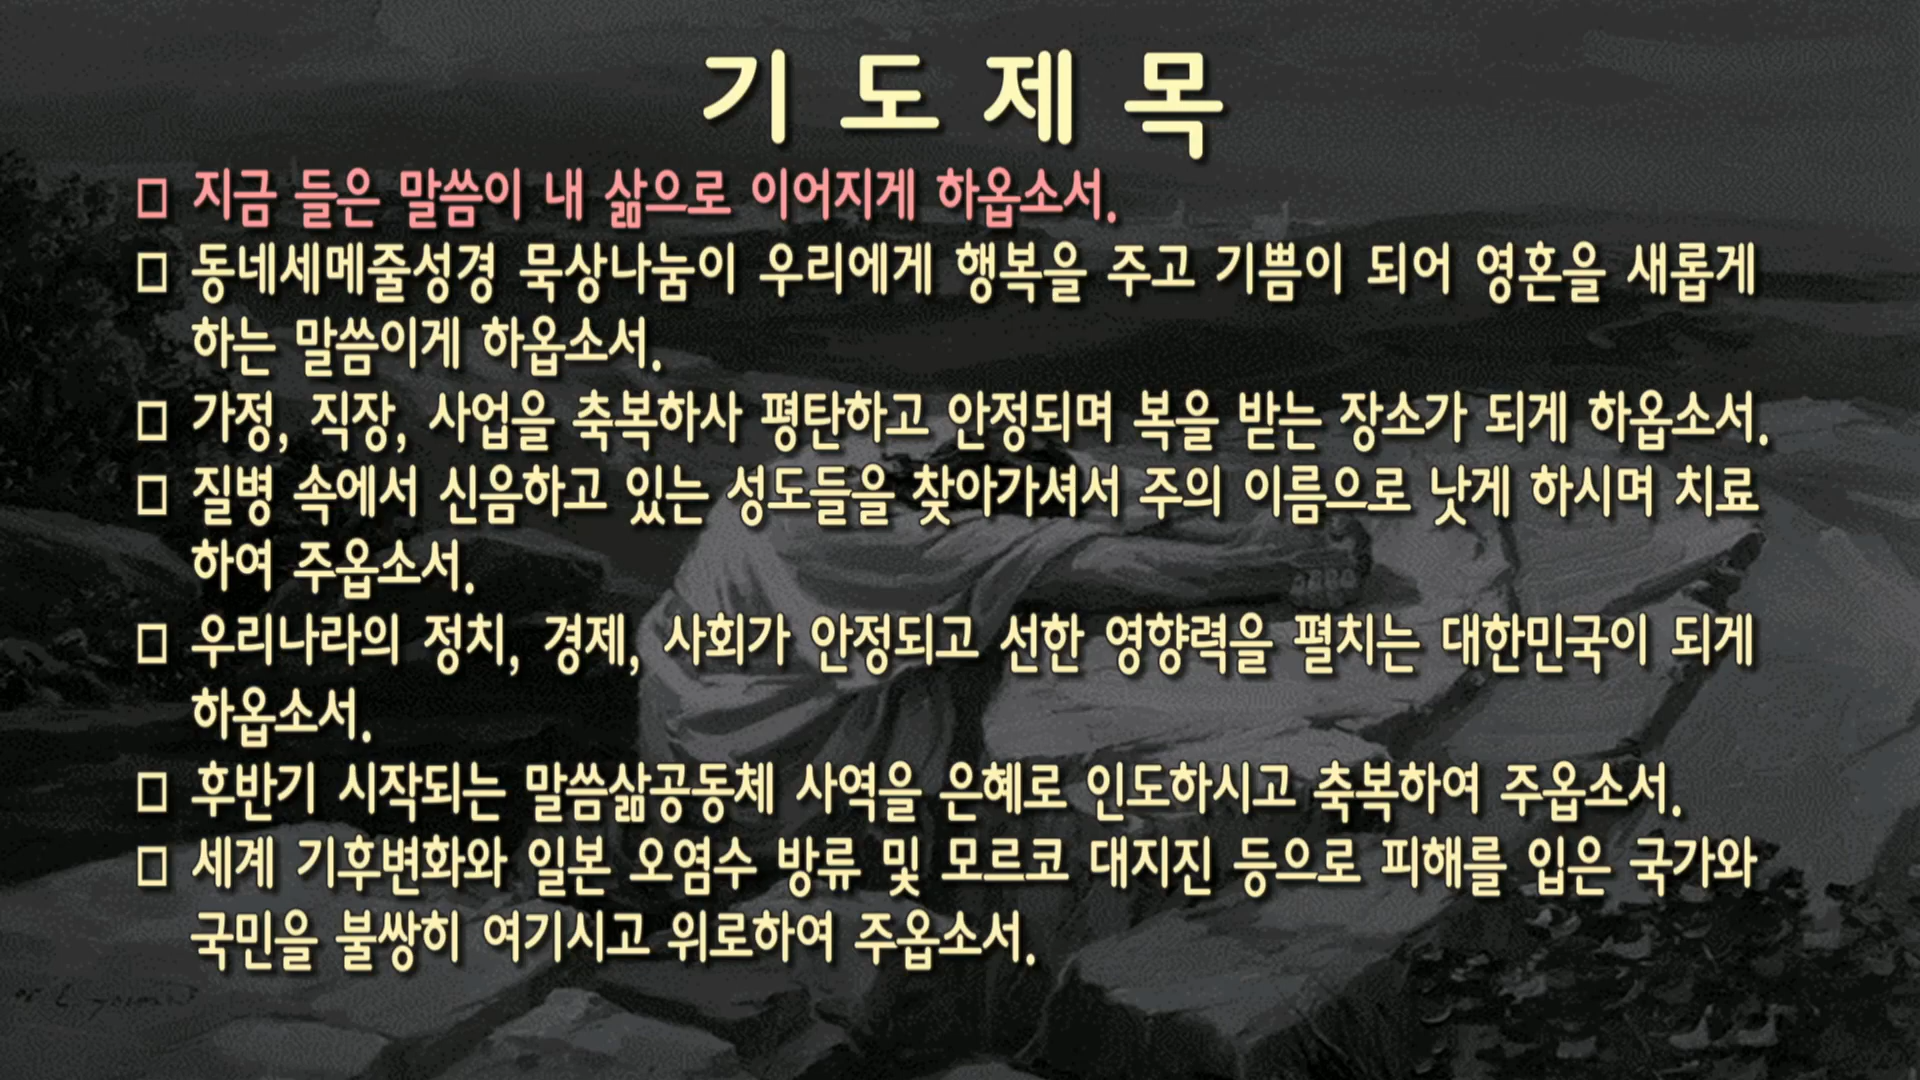 기 도 제 목
□ 지금 들은 말씀이 내 삶으로 이어지게 하옵소서.
□ 동네세메줄성경 묵상나눔이 우리에게 행복을 주고 기쁨이 되어 영혼을 새롭게
하는 말씀이게 하옵소서.
□ 가정, 직장, 사업을 축복하사 평탄하고 안정되며 복을 받는 장소가 되게 하옵소서.
□ 질병 속에서 신음하고 있는 성도들을 찾아가셔서 주의 이름으로 낫게 하시며 치료
하여 주옵소서.
□ 우리나라의 정치, 경제, 사회가 안정되고 선한 영향력을 펼치는 대한민국이 되게
하옵소서.
□ 후반기 시작되는 말씀삶공동체 사역을 은혜로 인도하시고 축복하여 주옵소서.
□ 세계 기후변화와 일본 오염수 방류 및 모르코 대지진 등으로 피해를 입은 국가와
국민을 불쌍히 여기시고 위로하여 주옵소서.